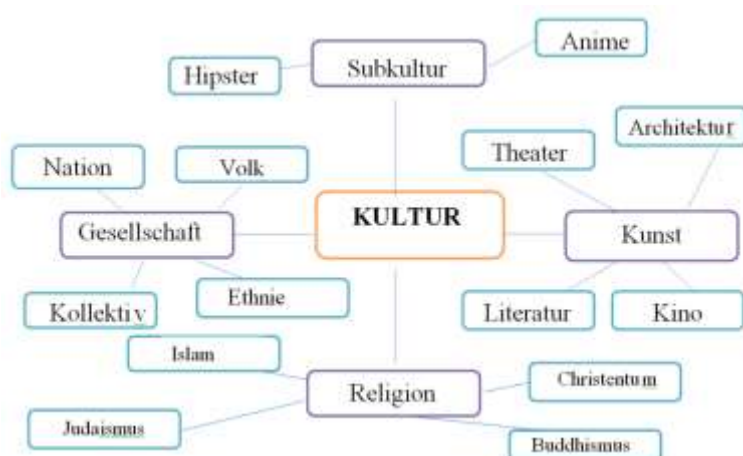 Anime
Hipster
Subkultur
Architektur
Theater
Nation
Volk
KULTUR
Gesellschaft
Kunst
Ethnie
Kollektiv
Literatur
Kino
Islam
Christentum
Religion
Judaismus
Buddhismus